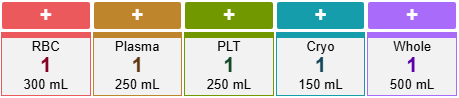 + + + + +
RBC Plasma PLT Cryo Whole
1 1 1 1 1
300 mL 250 mL 250 mL 150 mL 500 mL